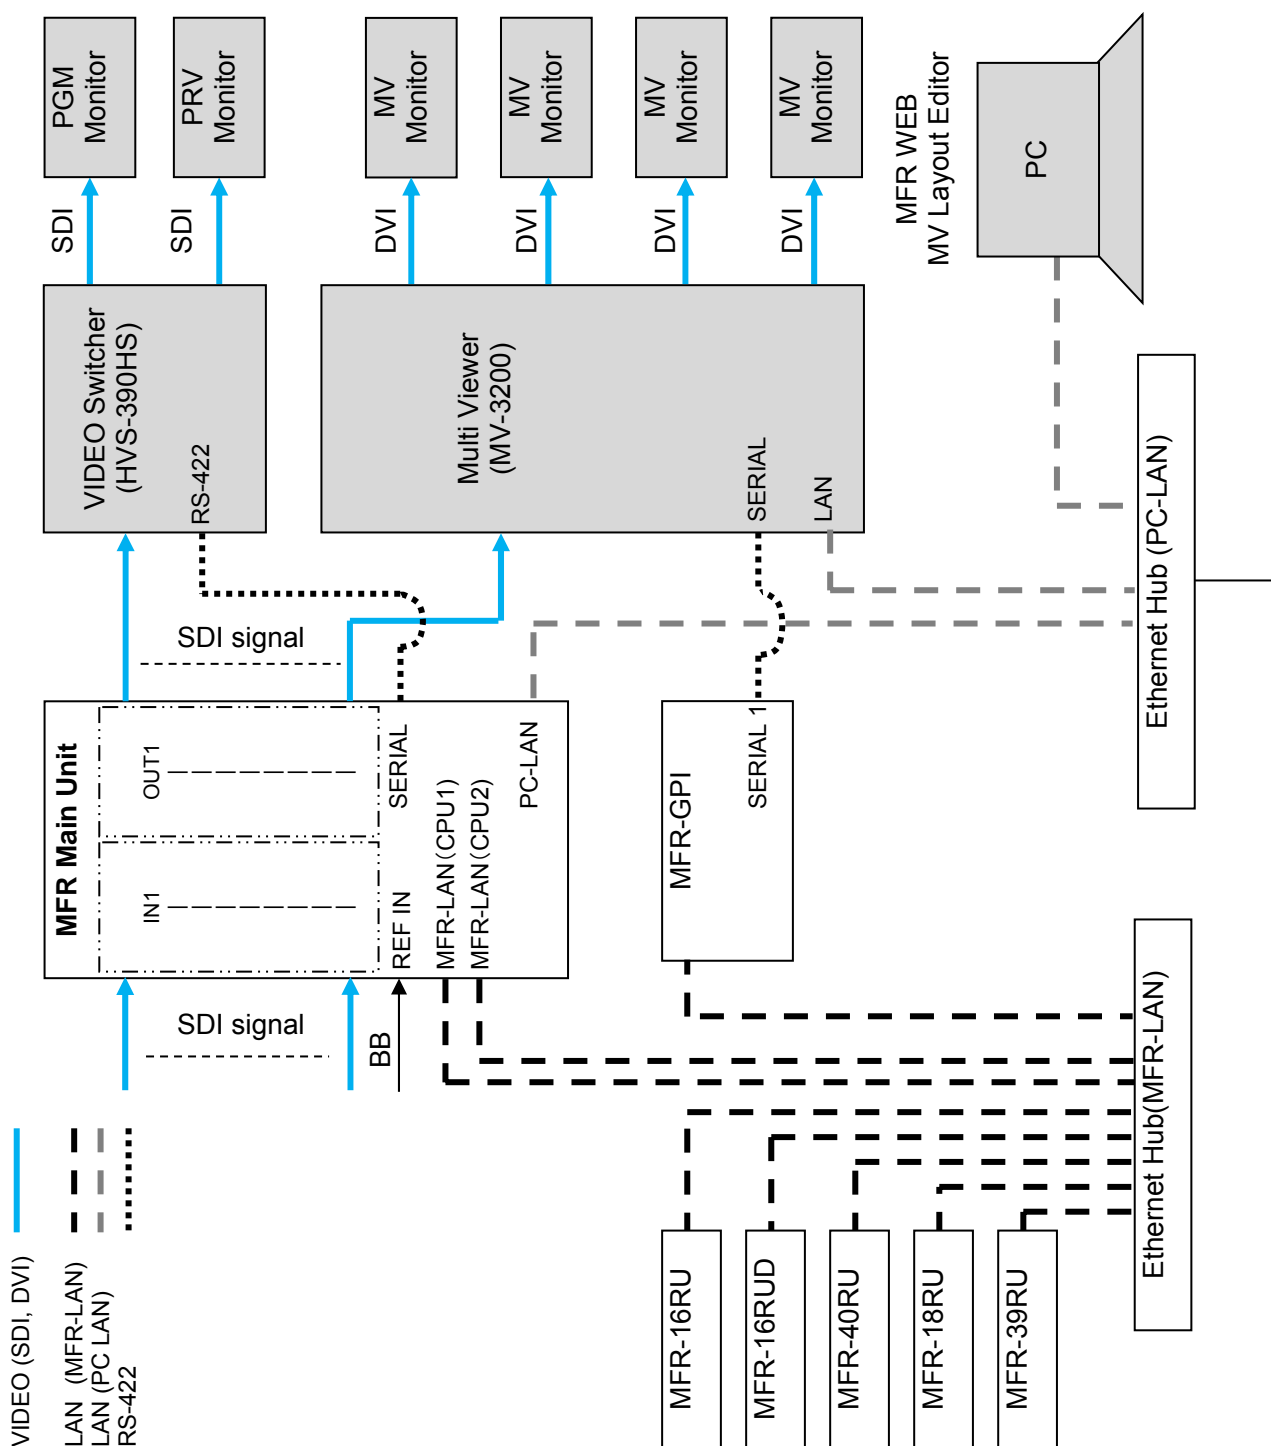 VIDEO (SDI, DVI)
LAN (MFR-LAN)
LAN (PC LAN)
RS-422
SDI signal
BB
MFR Main Unit
IN1
OUT1
REF IN
SERIAL
MFR-LAN(CPU1)
MFR-LAN(CPU2)
PC-LAN
SDI signal
VIDEO Switcher
(HVS-390HS)
RS-422
SDI
SDI
PGM
Monitor
PRV
Monitor
Multi Viewer
(MV-3200)
SERIAL
LAN
DVI
DVI
DVI
DVI
MV
Monitor
MV
Monitor
MV
Monitor
MV
Monitor
MFR-GPI
SERIAL 1
MFR WEB
MV Layout Editor
PC
MFR-16RU
MFR-16RUD
MFR-40RU
MFR-18RU
MFR-39RU
Ethernet Hub(MFR-LAN)
Ethernet Hub (PC-LAN)